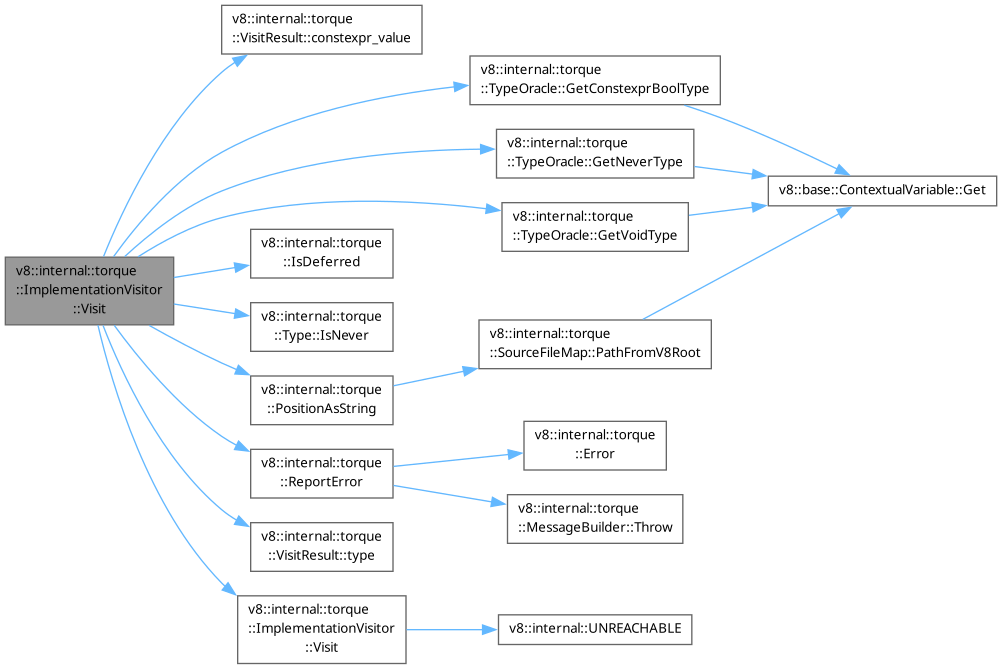 v8::internal::torque
::VisitResult::constexpr_value
v8::internal::torque
::TypeOracle::GetConstexprBoolType
v8::internal::torque
::TypeOracle::GetNeverType
v8::base::ContextualVariable::Get
v8::internal::torque
::TypeOracle::GetVoidType
v8::internal::torque
::IsDeferred
v8::internal::torque
::ImplementationVisitor
::Visit
v8::internal::torque
::Type::IsNever
v8::internal::torque
::SourceFileMap::PathFromV8Root
v8::internal::torque
::PositionAsString
v8::internal::torque
::Error
v8::internal::torque
::ReportError
v8::internal::torque
::MessageBuilder::Throw
v8::internal::torque
::VisitResult::type
v8::internal::torque
::ImplementationVisitor
::Visit
v8::internal::UNREACHABLE